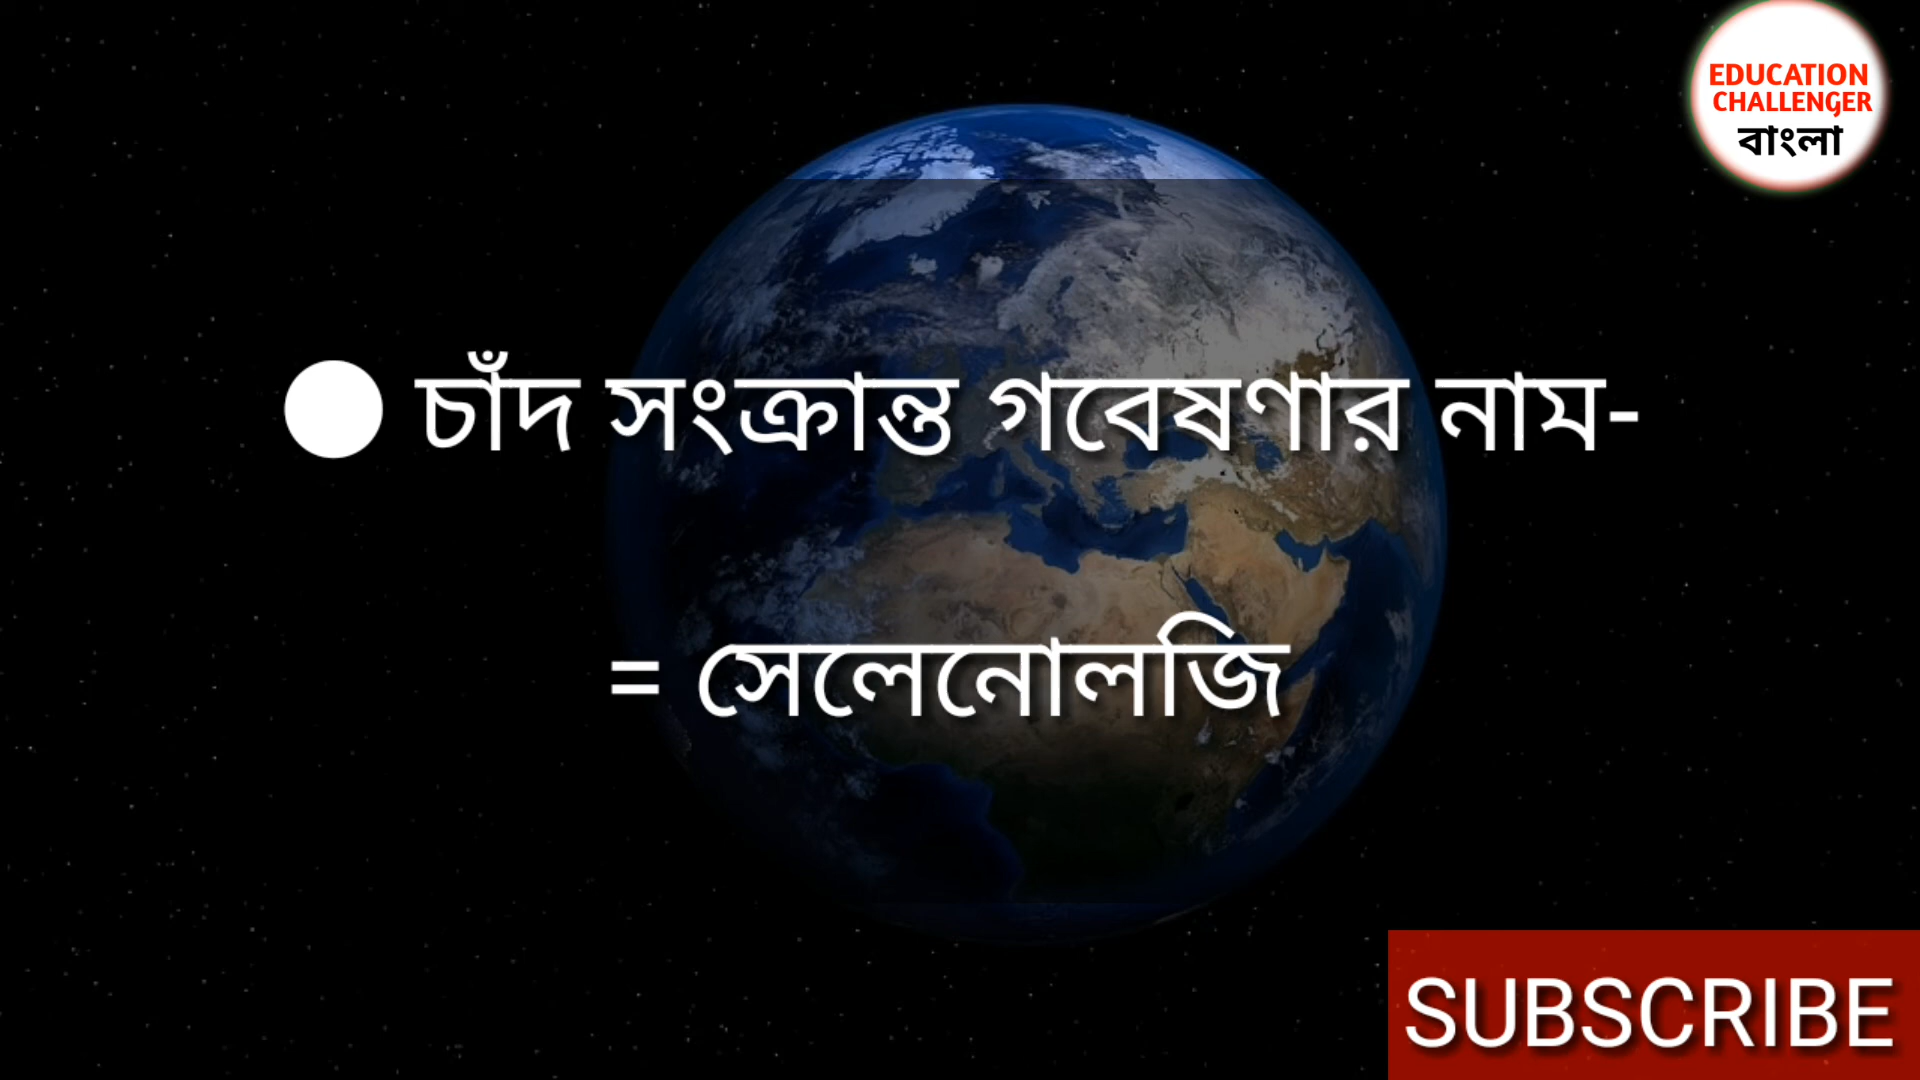 EDUCATION
CHALLENGER
বাংলা
● চাঁদ সংক্রান্ত গবেষণার নাম-
= সেলেনোলজি
SUBSCRIBE